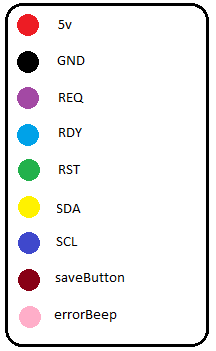 5v
GND
REQ
RDY
RST
SDA
SCL
saveButton
errorBeep